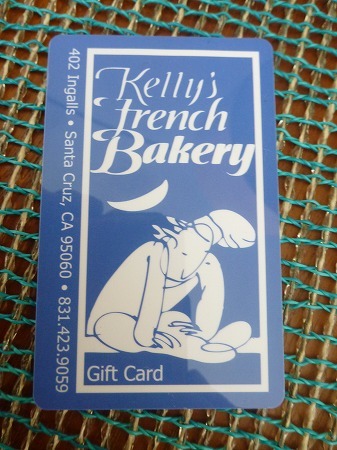 Kelly's
french
Bakery
Gift Card
402 Ingalls • Santa Cruz, CA 95060 • 831.423.9059